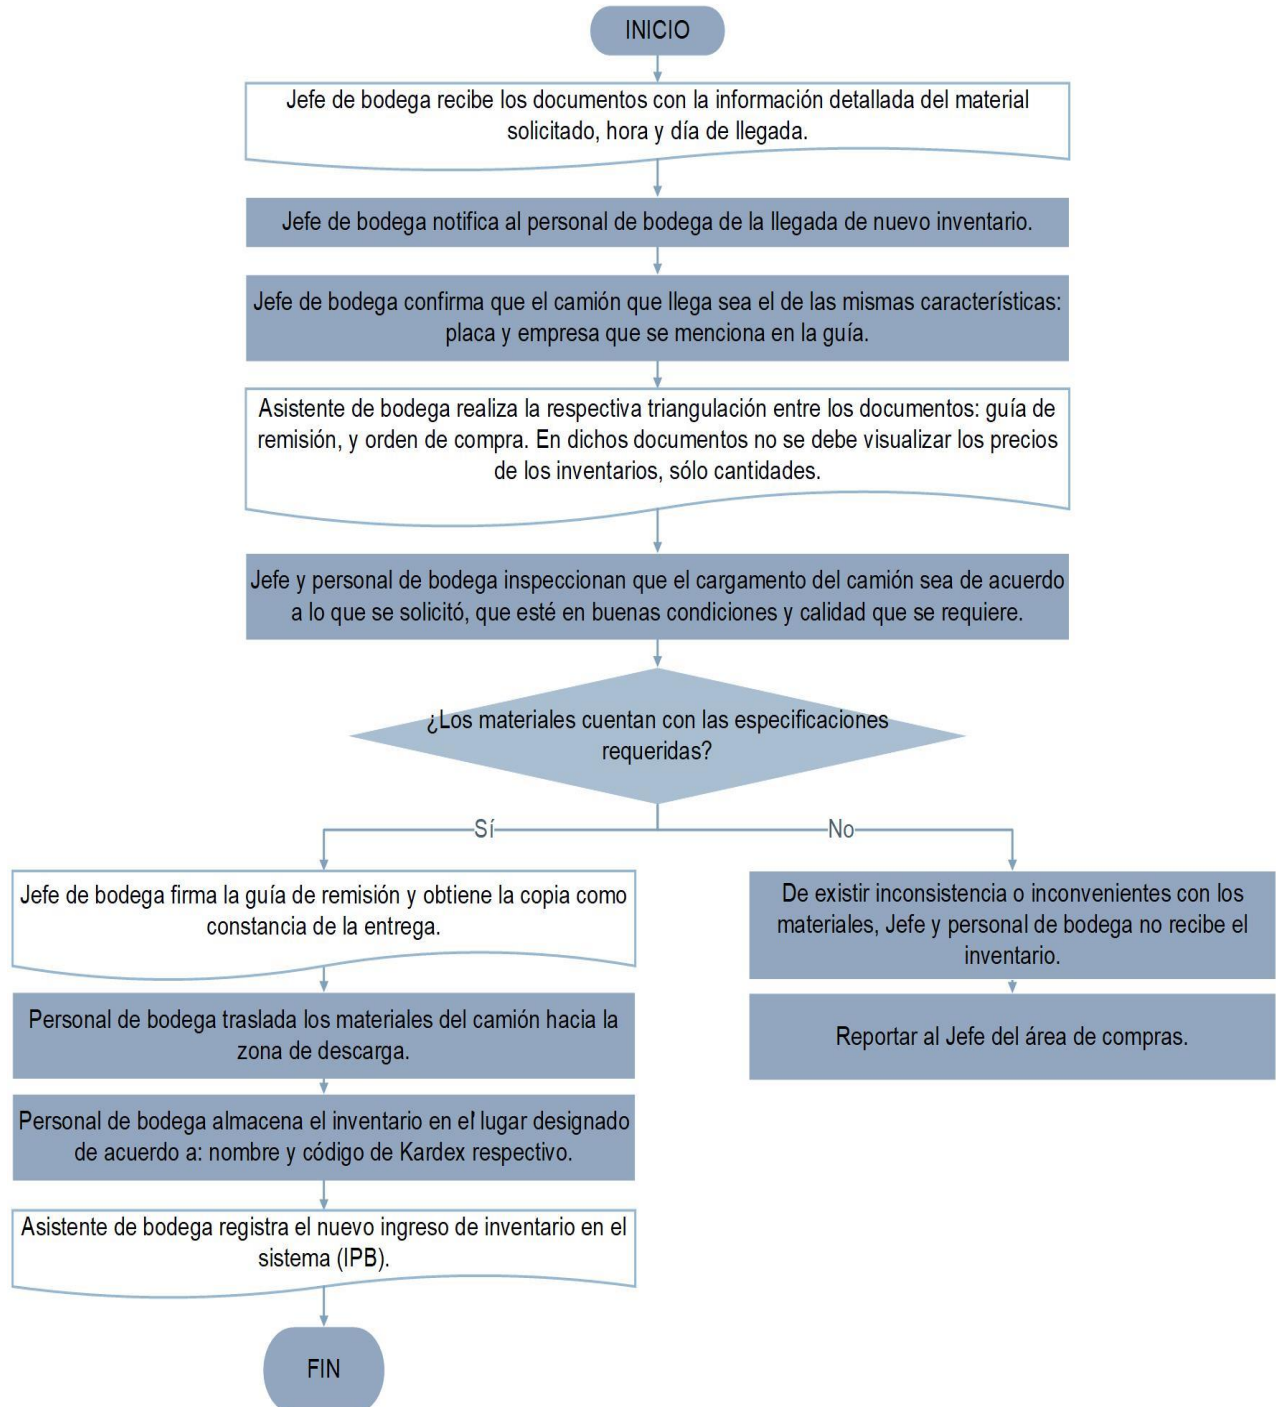 INICIO
Jefe de bodega recibe los documentos con la información detallada del material
solicitado, hora y día de llegada.
Jefe de bodega notifica al personal de bodega de la llegada de nuevo inventario.
Jefe de bodega confirma que el camión que llega sea el de las mismas características:
placa y empresa que se menciona en la guía.
Asistente de bodega realiza la respectiva triangulación entre los documentos: guía de
remisión, y orden de compra. En dichos documentos no se debe visualizar los precios
de los inventarios, sólo cantidades.
Jefe y personal de bodega inspeccionan que el cargamento del camión sea de acuerdo
a lo que se solicitó, que esté en buenas condiciones y calidad que se requiere.
¿Los materiales cuentan con las especificaciones
requeridas?
Sí
No
Jefe de bodega firma la guía de remisión y obtiene la copia como
constancia de la entrega.
Personal de bodega traslada los materiales del camión hacia la
zona de descarga.
Personal de bodega almacena el inventario en el lugar designado
de acuerdo a: nombre y código de Kardex respectivo.
Asistente de bodega registra el nuevo ingreso de inventario en el
sistema (IPB).
FIN
De existir inconsistencia o inconvenientes con los
materiales, Jefe y personal de bodega no recibe el
inventario.
Reportar al Jefe del área de compras.